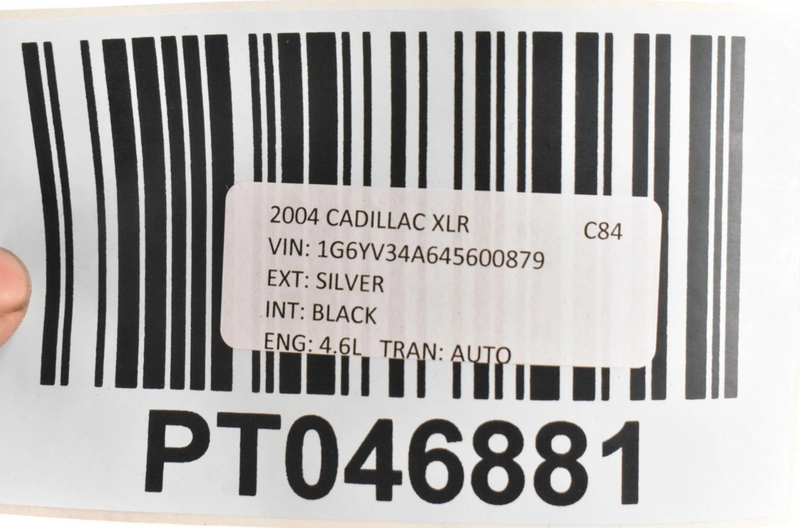 2004 CADILLAC XLR C84
VIN: 1G6YV34A645600879
EXT: SILVER
INT: BLACK
ENG: 4.6L TRAN: AUTO
PT046881